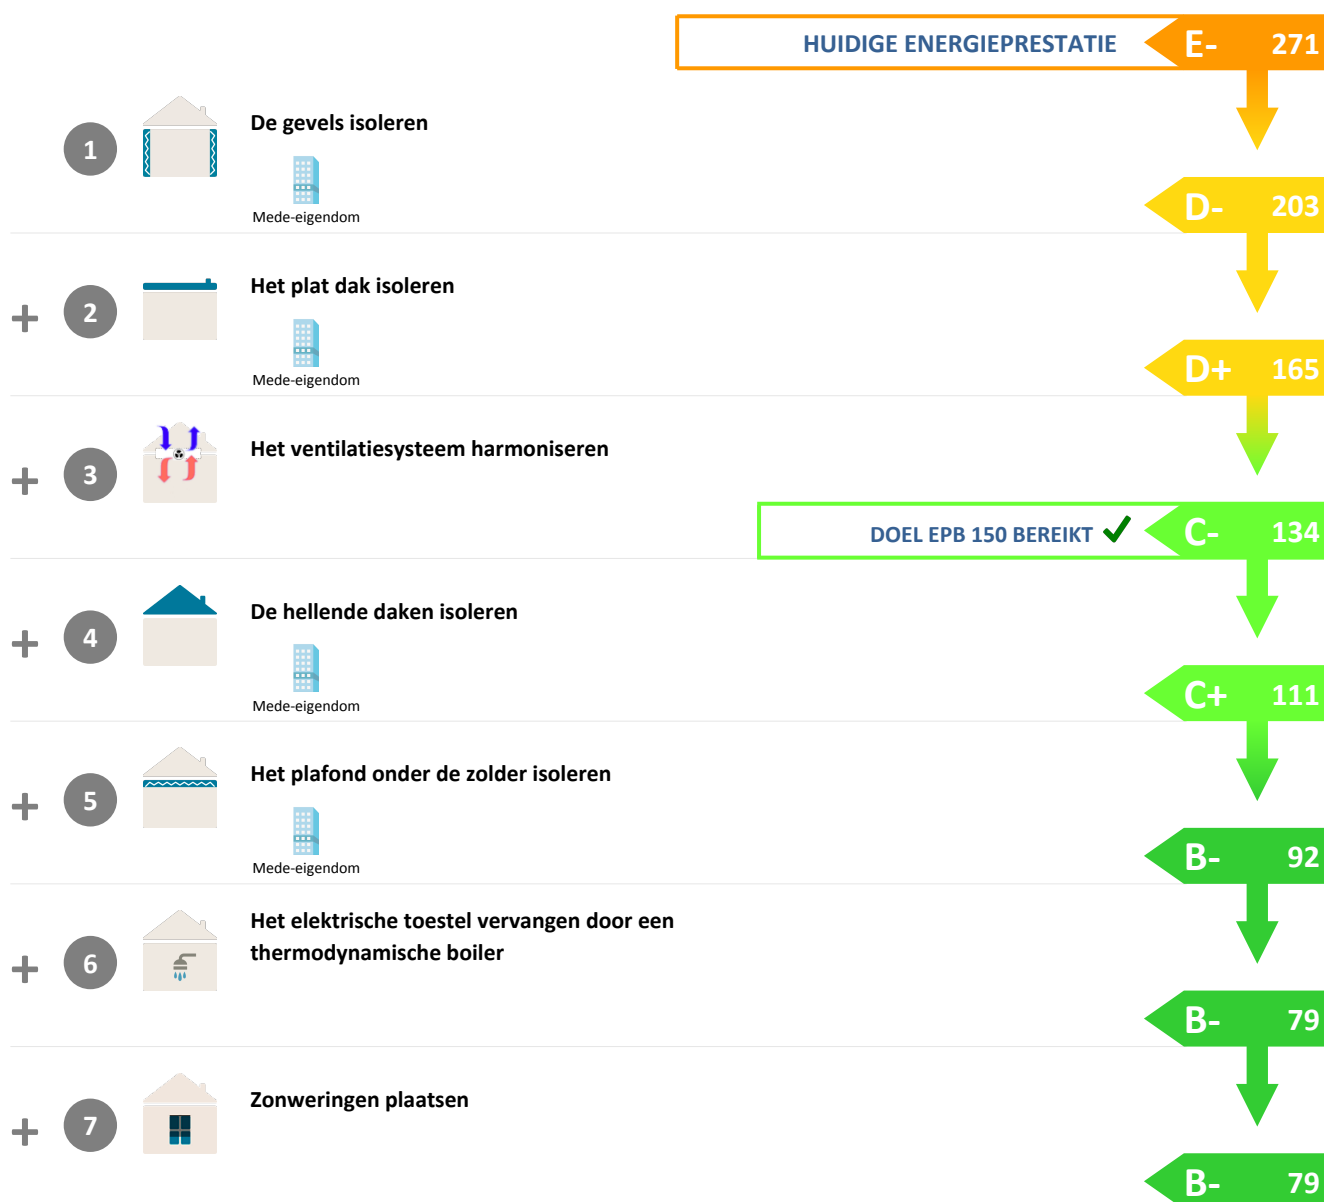 HUIDIGE ENERGIEPRESTATIE E- 271
1 De gevels isoleren
Mede-eigendom
D- 203
+ 2 Het plat dak isoleren
Mede-eigendom
D+ 165
+ 3 Het ventilatiesysteem harmoniseren
DOEL EPB 150 BEREIKT ✓ C- 134
+ 4 De hellende daken isoleren
Mede-eigendom
C+ 111
+ 5 Het plafond onder de zolder isoleren
Mede-eigendom
B- 92
+ 6 Het elektrische toestel vervangen door een
thermodynamische boiler
B- 79
+ 7 Zonweringen plaatsen
B- 79